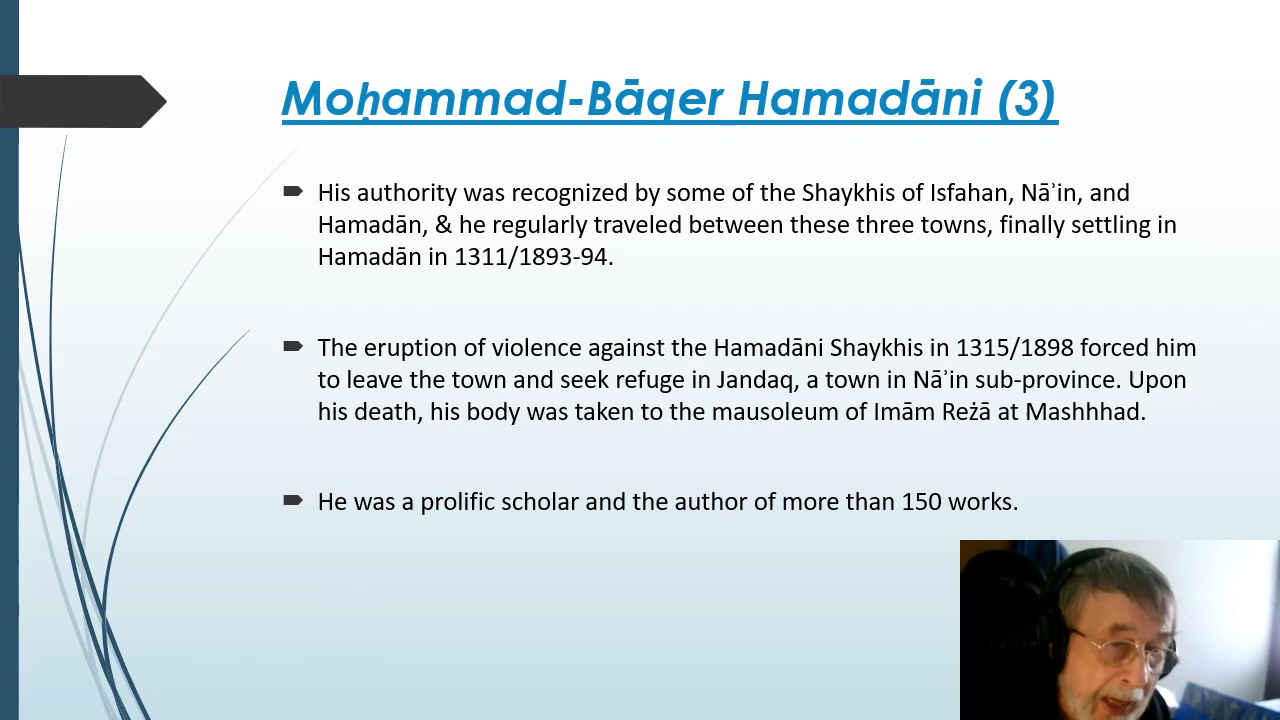 Moḥammad-Bāqer Hamadāni (3)
His authority was recognized by some of the Shaykhis of Isfahan, Nāʾin, and
Hamadān, & he regularly traveled between these three towns, finally settling in
Hamadān in 1311/1893-94.
The eruption of violence against the Hamadāni Shaykhis in 1315/1898 forced him
to leave the town and seek refuge in Jandaq, a town in Nāʾin sub-province. Upon
his death, his body was taken to the mausoleum of Imām Reżā at Mashhhad.
He was a prolific scholar and the author of more than 150 works.